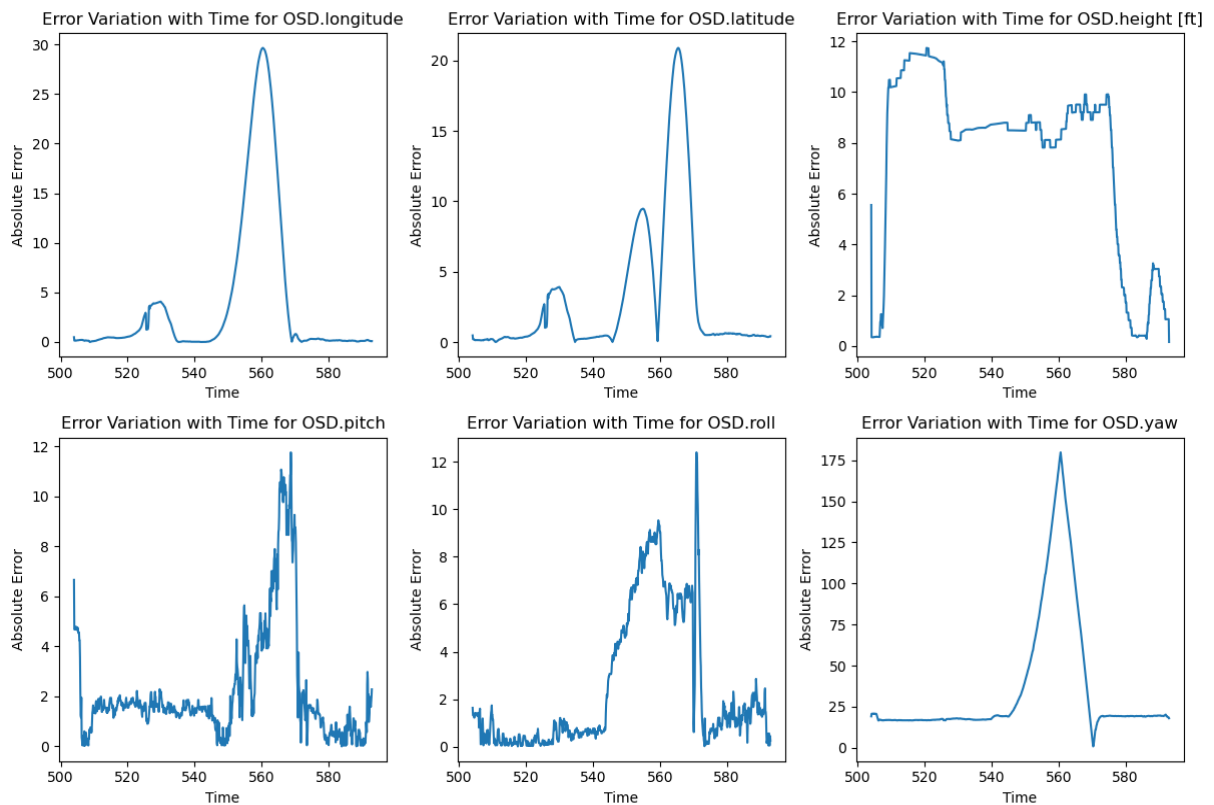 Error Variation with Time for OSD.longitude
Absolute Error
30
25
20
15
10
5
0
500 520 540 560 580
Time
Error Variation with Time for OSD.latitude
Absolute Error
20
15
10
5
0
500 520 540 560 580
Time
Error Variation with Time for OSD.height [ft]
Absolute Error
12
10
8
6
4
2
0
500 520 540 560 580
Time
Error Variation with Time for OSD.pitch
Absolute Error
12
10
8
6
4
2
0
500 520 540 560 580
Time
Error Variation with Time for OSD.roll
Absolute Error
12
10
8
6
4
2
0
500 520 540 560 580
Time
Error Variation with Time for OSD.yaw
Absolute Error
175
150
125
100
75
50
25
0
500 520 540 560 580
Time